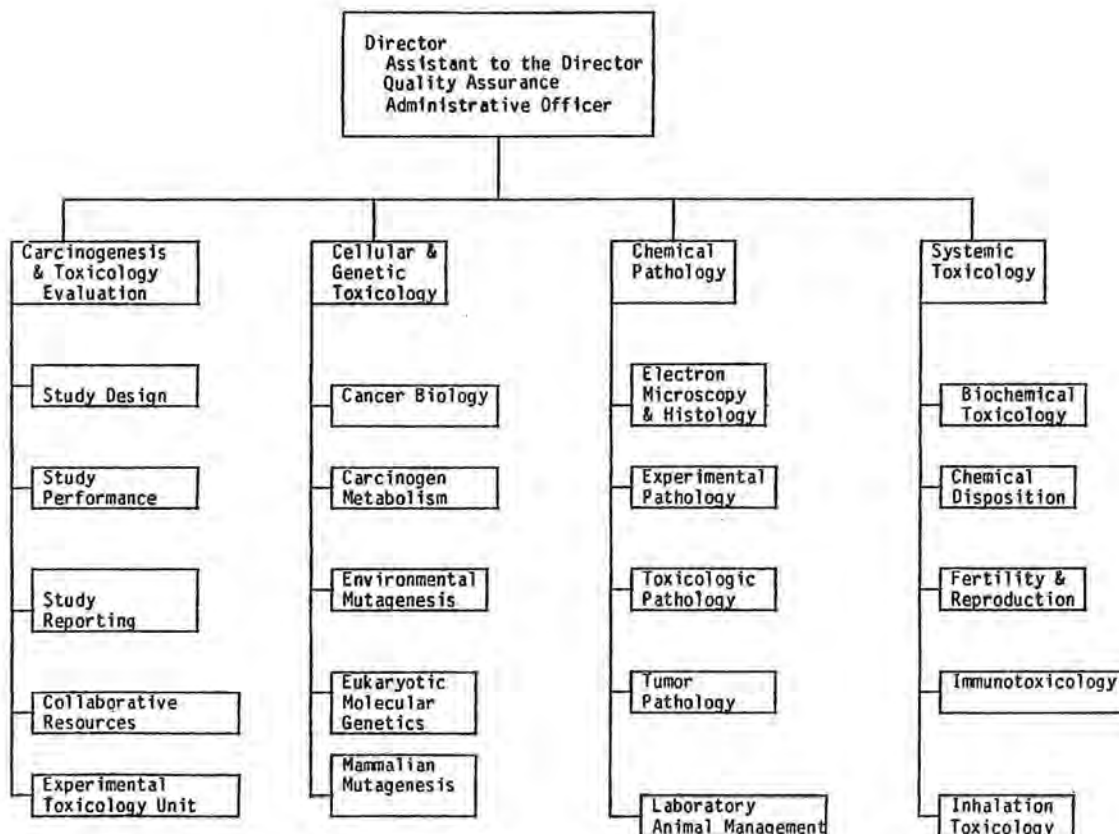 Director
Assistant to the Director
Quality Assurance
Administrative Officer
Carcinogenesis
& Toxicology
Evaluation
Study Design
Study
Performance
Study
Reporting
Collaborative
Resources
Experimental
Toxicology Unit
Cellular &
Genetic
Toxicology
Cancer Biology
Carcinogen
Metabolism
Environmental
Mutagenesis
Eukaryotic
Molecular
Genetics
Mammalian
Mutagenesis
Chemical
Pathology
Electron
Microscopy
& Histology
Experimental
Pathology
Toxicologic
Pathology
Tumor
Pathology
Laboratory
Animal Management
Systemic
Toxicology
Biochemical
Toxicology
Chemical
Disposition
Fertility &
Reproduction
Immunotoxicology
Inhalation
Toxicology